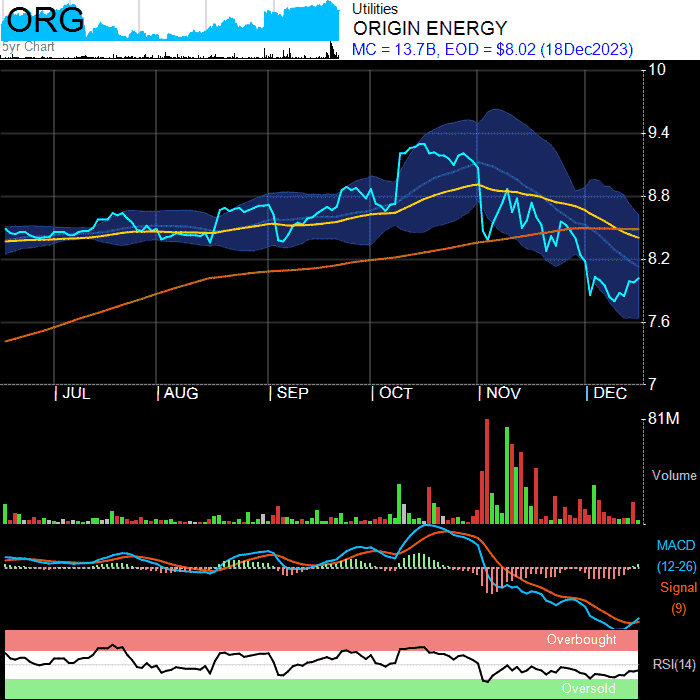 ORG
5yr Chart
Utilities
ORIGIN ENERGY
MC = 13.7B, EOD = $8.02 (18Dec2023)
10
9.4
8.8
8.2
7.6
7
JUL AUG SEP OCT NOV DEC
81M
Volume
MACD
(12-26)
Signal
(9)
Overbought
RSI(14)
Oversold